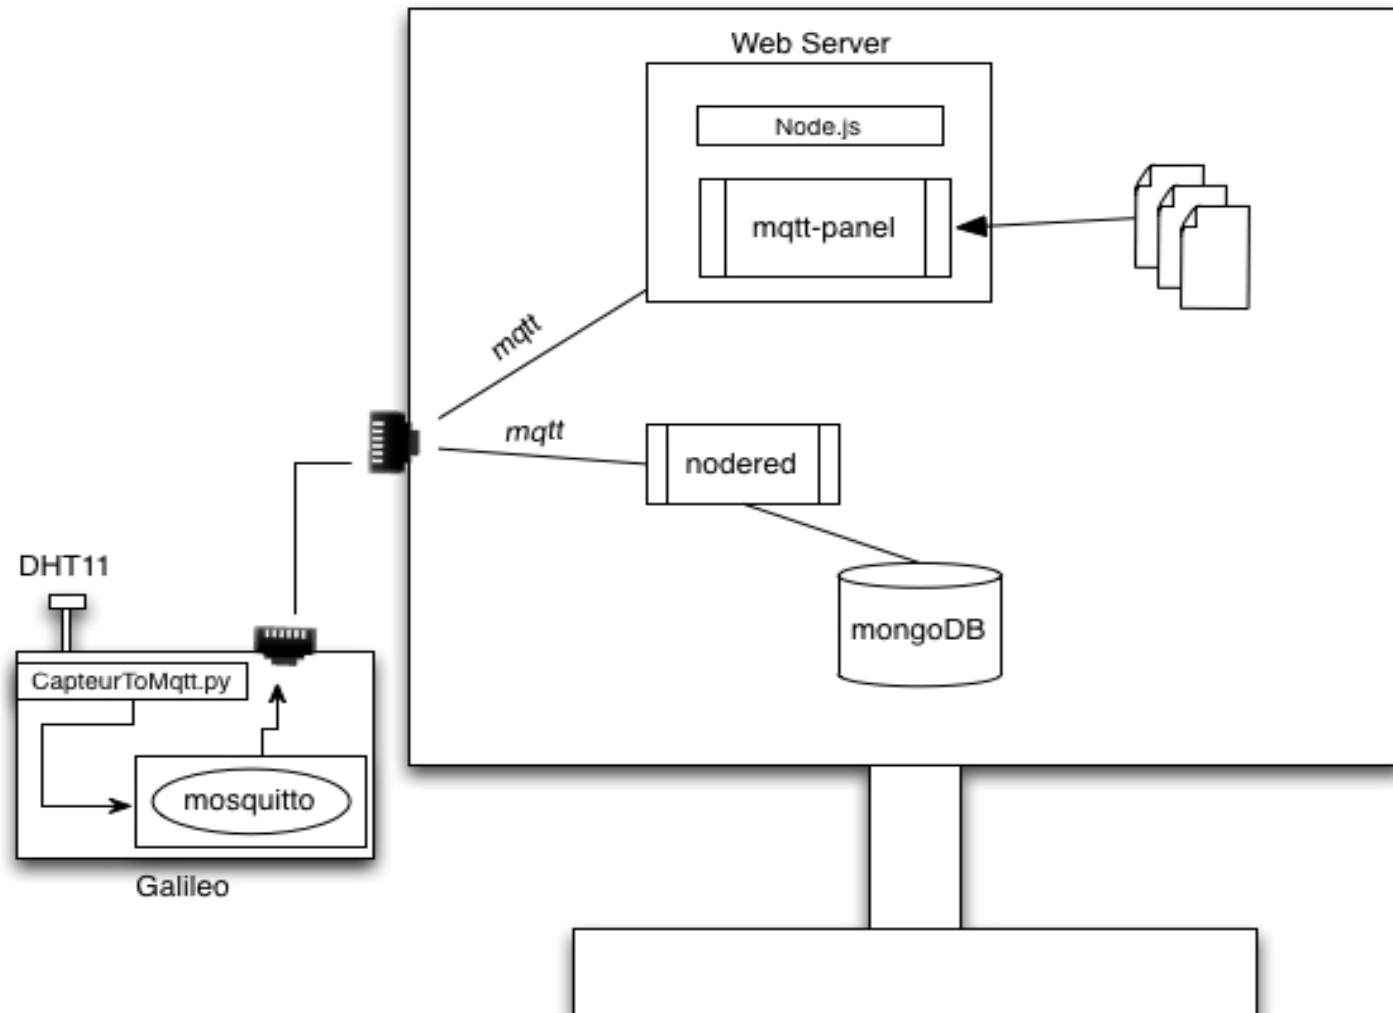 Web Server
Node.js
mqtt-panel
mqtt
mqtt
nodered
DHT11
mongoDB
CapteurToMqtt.py
mosquitto
Galileo